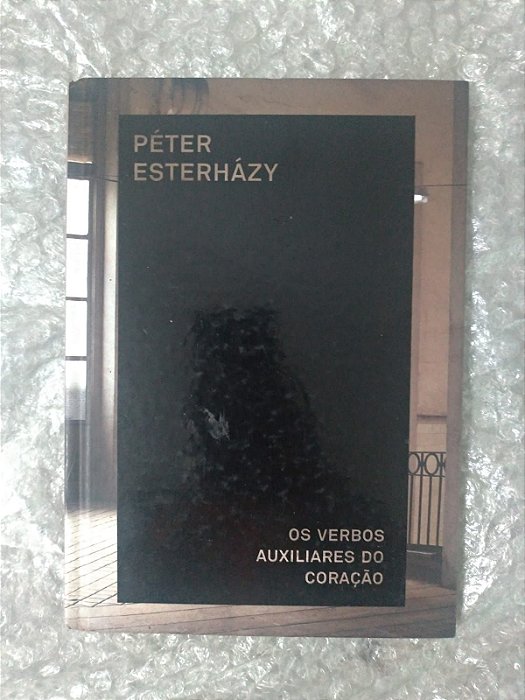 PÉTER
ESTERHÁZY
OS VERBOS
AUXILIARES DO
CORAÇÃO